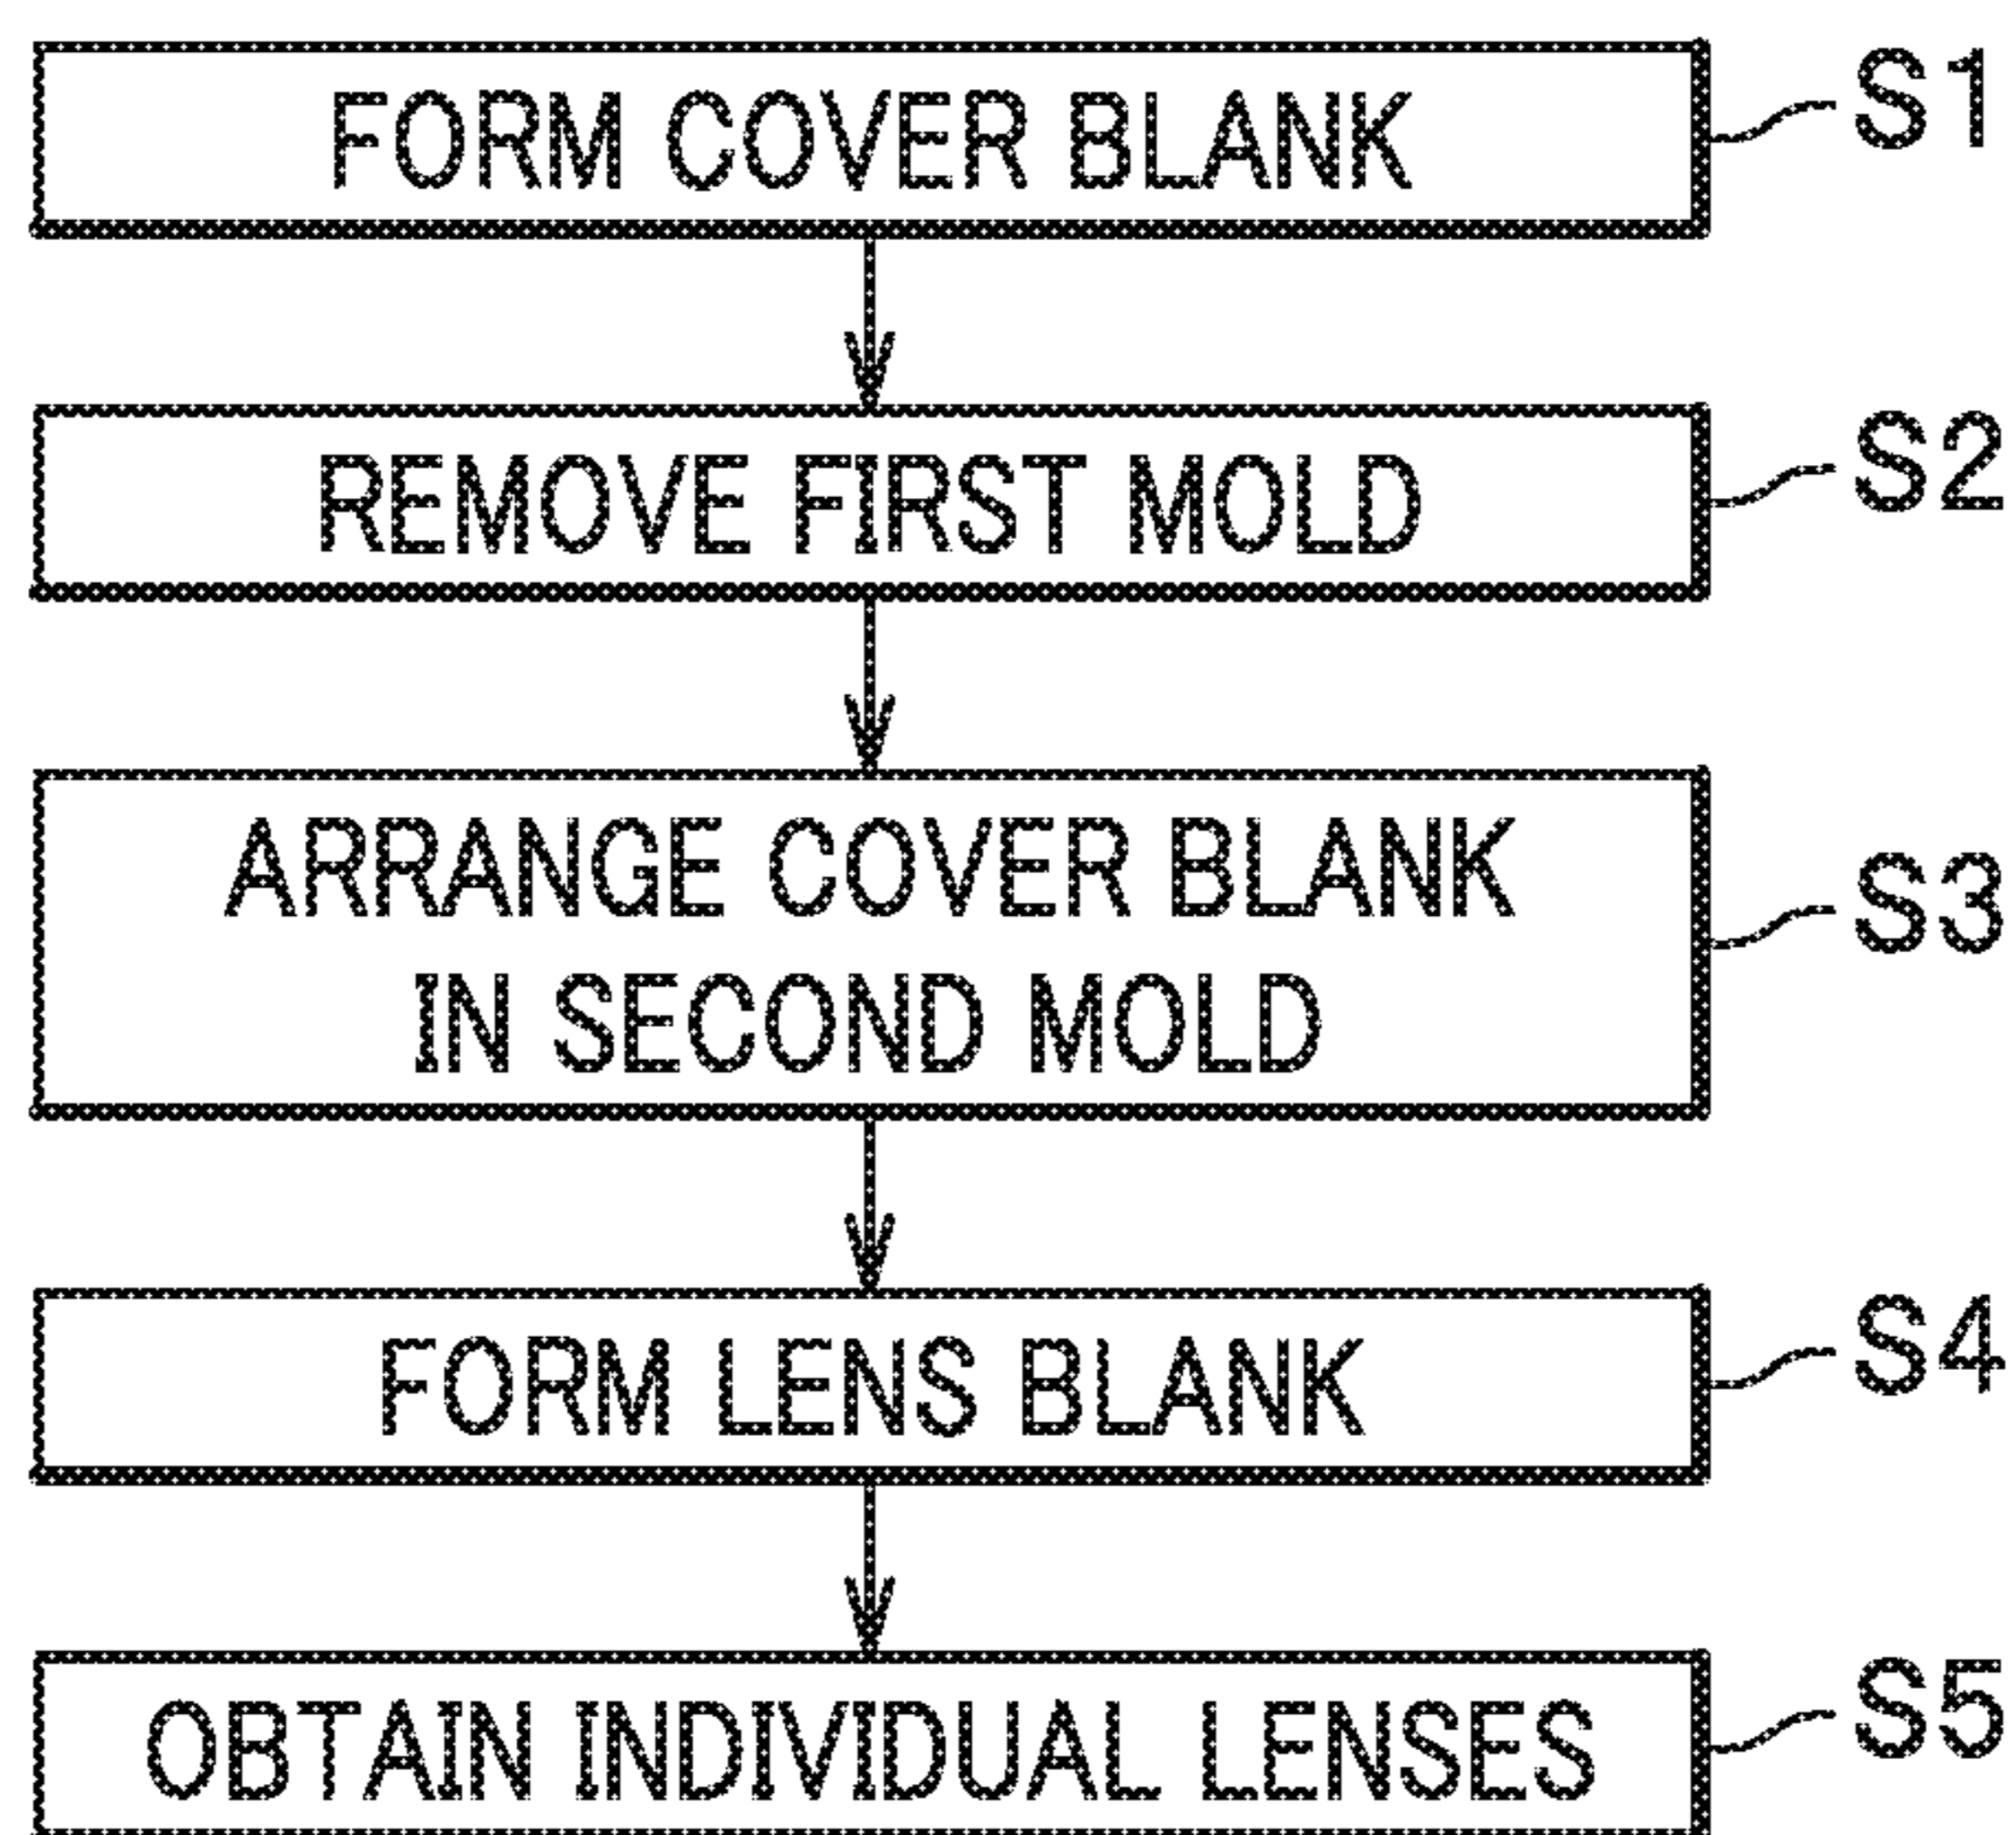 FORM COVER BLANK S1
REMOVE FIRST MOLD S2
ARRANGE COVER BLANK
IN SECOND MOLD S3
FORM LENS BLANK S4
OBTAIN INDIVIDUAL LENSES S5